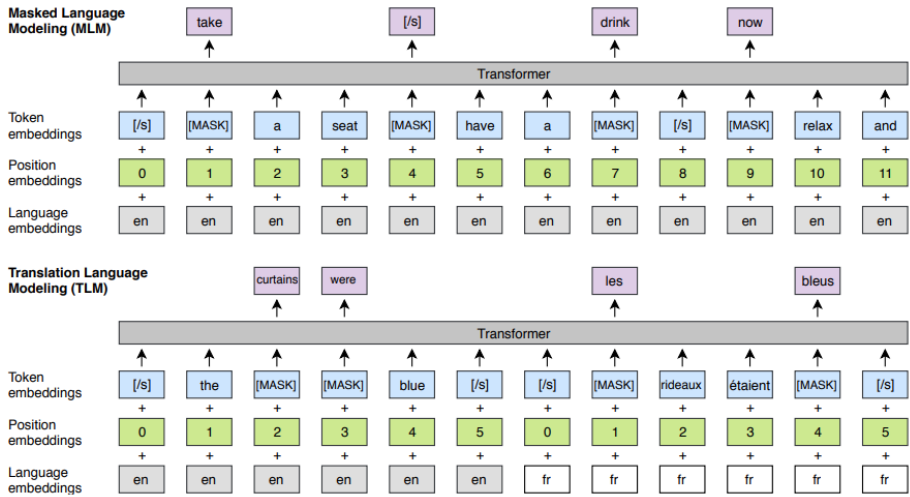 Masked Language
Modeling (MLM)
take [/s] drink now
Transformer
Token
embeddings
[/s] [MASK] a seat [MASK] have a [MASK] [/s] [MASK] relax and
+ + + + + + + + + + + +
Position
embeddings
0 1 2 3 4 5 6 7 8 9 10 11
+ + + + + + + + + + + +
Language
embeddings
en en en en en en en en en en en en
Translation Language
Modeling (TLM)
curtains were les bleus
Transformer
Token
embeddings
[/s] the [MASK] [MASK] blue [/s] [/s] [MASK] rideaux étaient [MASK] [/s]
+ + + + + + + + + + + +
Position
embeddings
0 1 2 3 4 5 0 1 2 3 4 5
+ + + + + + + + + + + +
Language
embeddings
en en en en en en fr fr fr fr fr fr